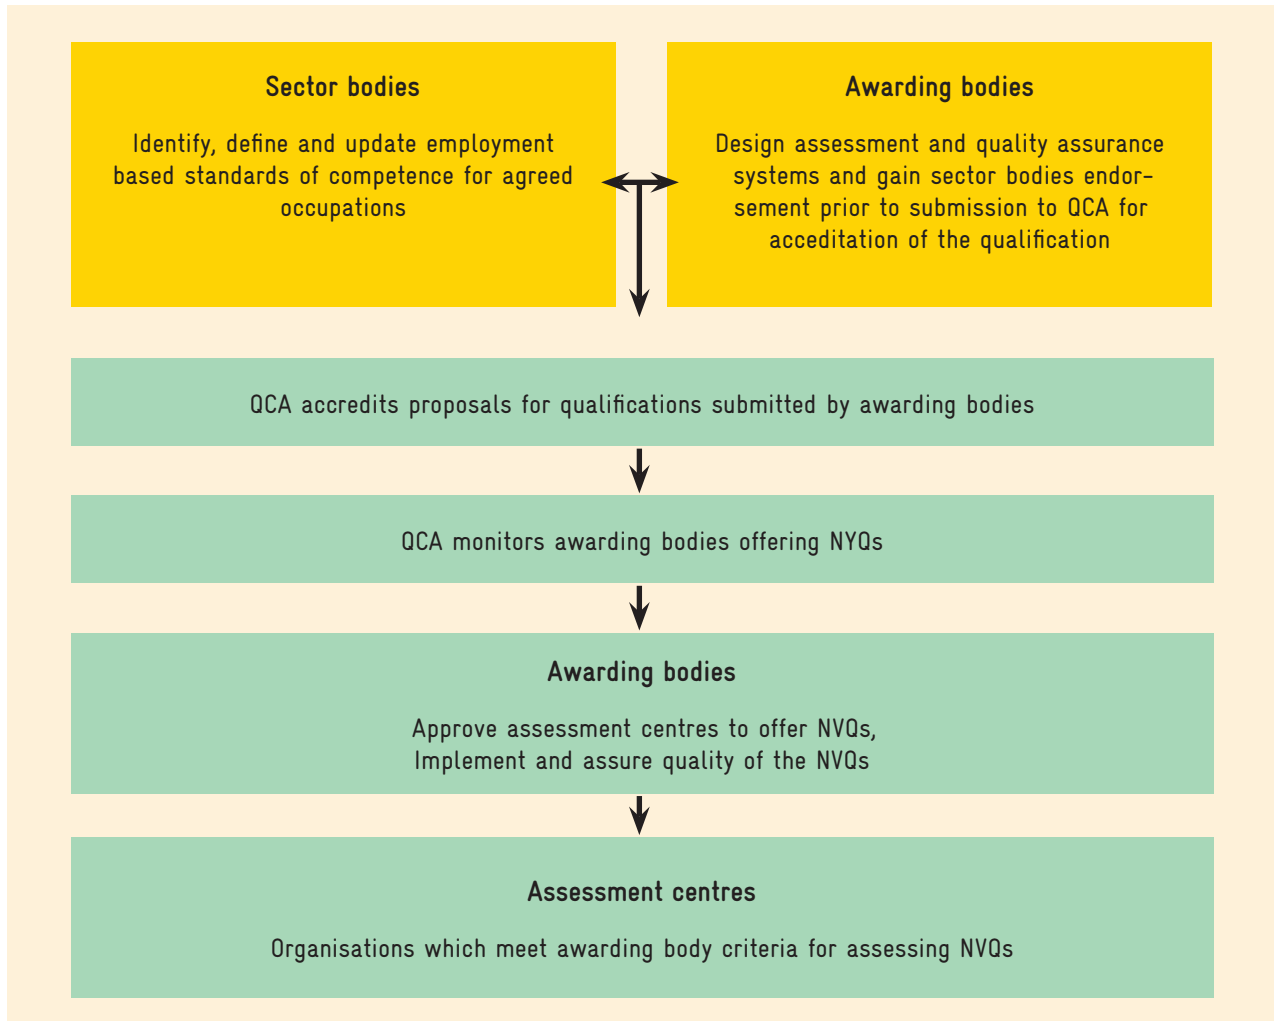 Sector bodies
Identify, define and update employment
based standards of competence for agreed
occupations
Awarding bodies
Design assessment and quality assurance
systems and gain sector bodies endor-
sement prior to submission to QCA for
acceditation of the qualification
QCA accredits proposals for qualifications submitted by awarding bodies
QCA monitors awarding bodies offering NYQs
Awarding bodies
Approve assessment centres to offer NVQs,
Implement and assure quality of the NVQs
Assessment centres
Organisations which meet awarding body criteria for assessing NVQs